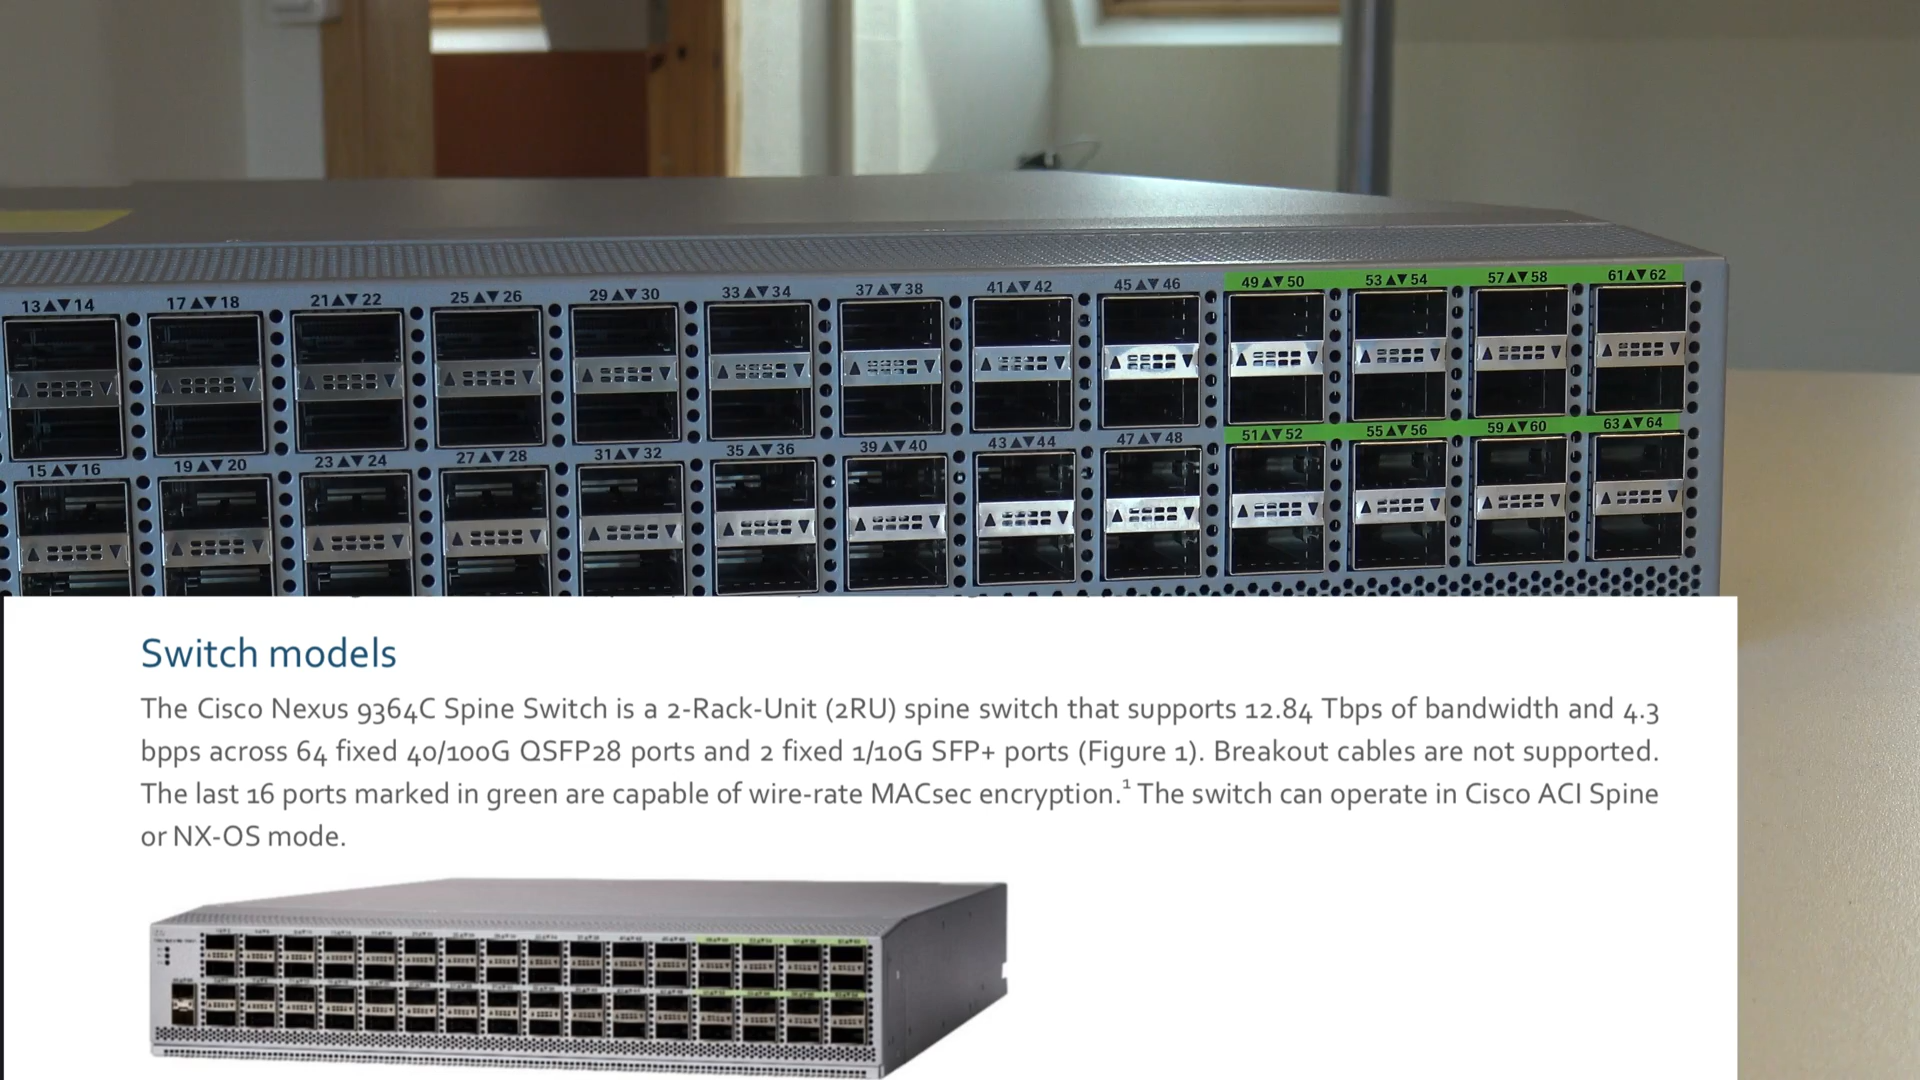 13▲▼14 17▲▼18 21▲▼22 25▲▼26 29▲▼30 33▲▼34 37▲▼38 41▲▼42 45▲▼46 49▲▼50 53▲▼54 57▲▼58 61▲▼62
15▲▼16 19▲▼20 23▲▼24 27▲▼28 31▲▼32 35▲▼36 39▲▼40 43▲▼44 47▲▼48 51▲▼52 55▲▼56 59▲▼60 63▲▼64
Switch models
The Cisco Nexus 9364C Spine Switch is a 2-Rack-Unit (2RU) spine switch that supports 12.84 Tbps of bandwidth and 4.3
bpps across 64 fixed 40/100G QSFP28 ports and 2 fixed 1/10G SFP+ ports (Figure 1). Breakout cables are not supported.
The last 16 ports marked in green are capable of wire-rate MACsec encryption.¹ The switch can operate in Cisco ACI Spine
or NX-OS mode.